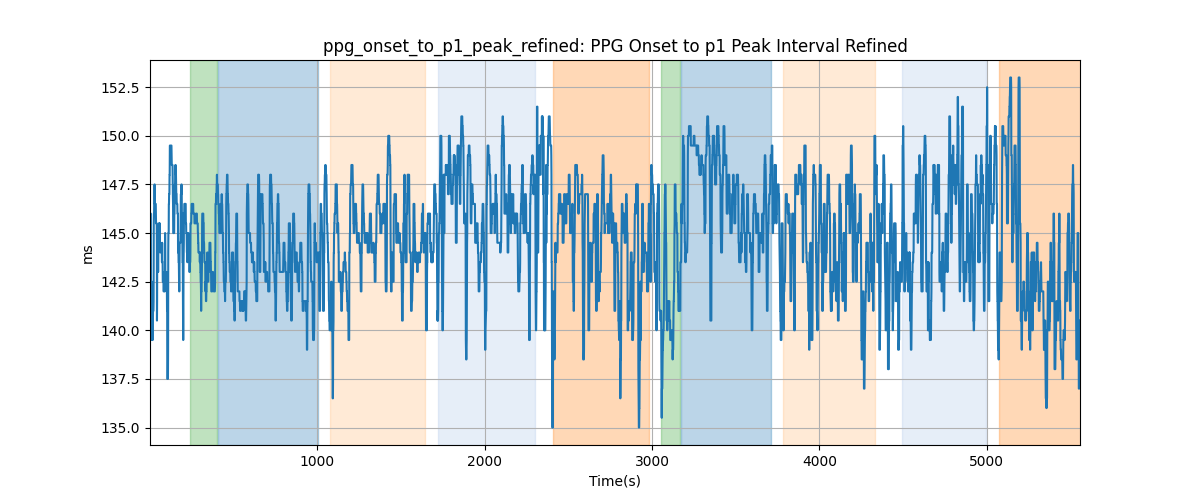 ppg_onset_to_p1_peak_refined: PPG Onset to p1 Peak Interval Refined
152.5
150.0
147.5
145.0
142.5
140.0
137.5
135.0
ms
1000 2000 3000 4000 5000
Time(s)